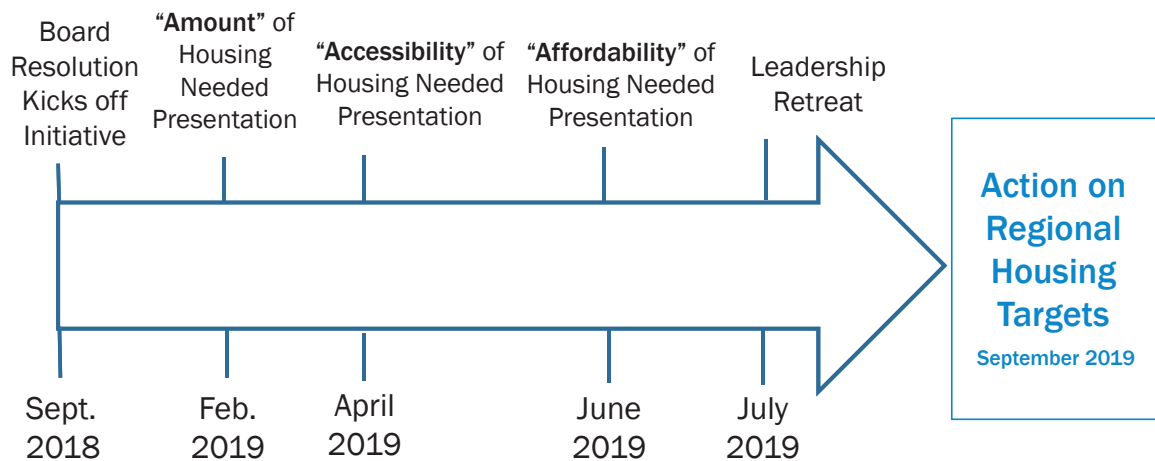 Board
Resolution
Kicks off
Initiative
“Amount” of
Housing
Needed
Presentation
“Accessibility” of
Housing Needed
Presentation
“Affordability” of
Housing Needed
Presentation
Leadership
Retreat
Action on
Regional
Housing
Targets
September 2019
Sept.
2018
Feb.
2019
April
2019
June
2019
July
2019